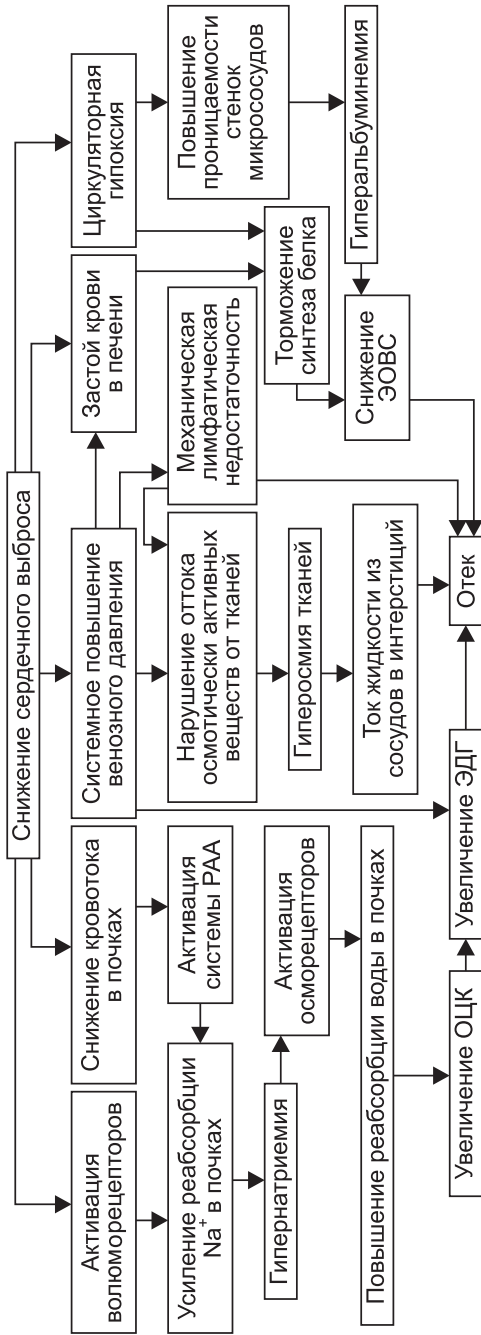 Снижение сердечного выброса
Активация
волюморецепторов
Снижение кровотока
в почках
Системное повышение
венозного давления
Застой крови
в печени
Циркуляторная
гипоксия
Усиление реабсорбции
Na⁺ в почках
Активация
системы РАА
Нарушение оттока
осмотически активных
веществ от тканей
Механическая
лимфатическая
недостаточность
Повышение
проницаемости
стенок
микрососудов
Гипернатриемия
Активация
осморецепторов
Гиперосмия тканей
Торможение
синтеза белка
Повышение реабсорбции воды в почках
Ток жидкости из
сосудов в интерстиций
Снижение
ЭОВС
Гиперальбуминемия
Увеличение ОЦК
Увеличение ЭДГ
Отек